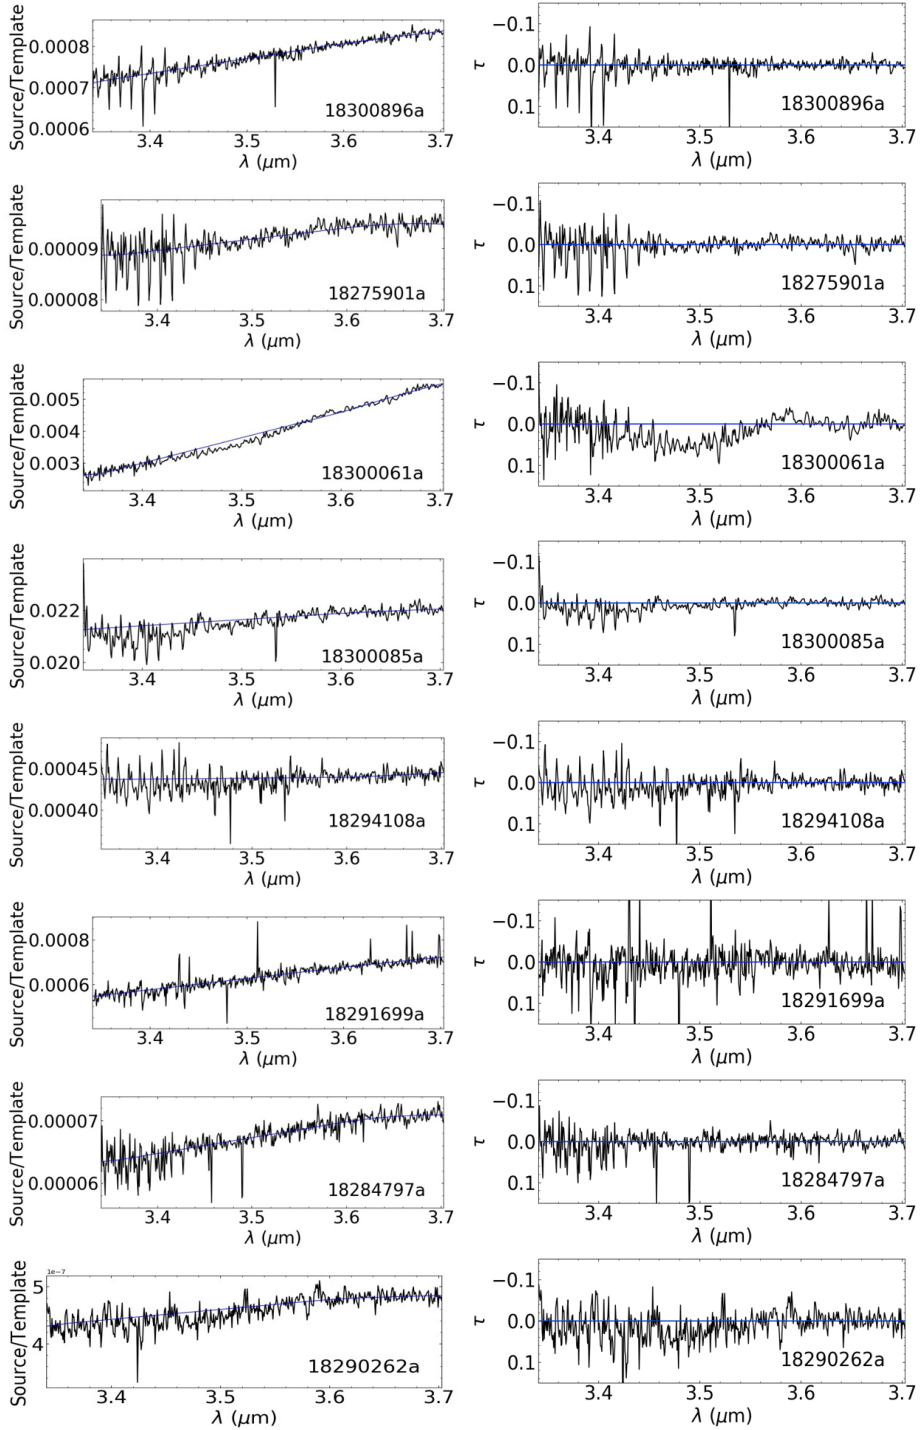 Source/Template
0.0008
0.0007
0.0006
18300896a
3.4 3.5 3.6 3.7
λ (μm)
τ
−0.1
0.0
0.1
18300896a
3.4 3.5 3.6 3.7
λ (μm)
Source/Template
0.00009
0.00008
18275901a
3.4 3.5 3.6 3.7
λ (μm)
τ
−0.1
0.0
0.1
18275901a
3.4 3.5 3.6 3.7
λ (μm)
Source/Template
0.005
0.004
0.003
18300061a
3.4 3.5 3.6 3.7
λ (μm)
τ
−0.1
0.0
0.1
18300061a
3.4 3.5 3.6 3.7
λ (μm)
Source/Template
0.022
0.020
18300085a
3.4 3.5 3.6 3.7
λ (μm)
τ
−0.1
0.0
0.1
18300085a
3.4 3.5 3.6 3.7
λ (μm)
Source/Template
0.00045
0.00040
18294108a
3.4 3.5 3.6 3.7
λ (μm)
τ
−0.1
0.0
0.1
18294108a
3.4 3.5 3.6 3.7
λ (μm)
Source/Template
0.0008
0.0006
18291699a
3.4 3.5 3.6 3.7
λ (μm)
τ
−0.1
0.0
0.1
18291699a
3.4 3.5 3.6 3.7
λ (μm)
Source/Template
0.00007
0.00006
18284797a
3.4 3.5 3.6 3.7
λ (μm)
τ
−0.1
0.0
0.1
18284797a
3.4 3.5 3.6 3.7
λ (μm)
Source/Template
1e−7
5
4
18290262a
3.4 3.5 3.6 3.7
λ (μm)
τ
−0.1
0.0
0.1
18290262a
3.4 3.5 3.6 3.7
λ (μm)